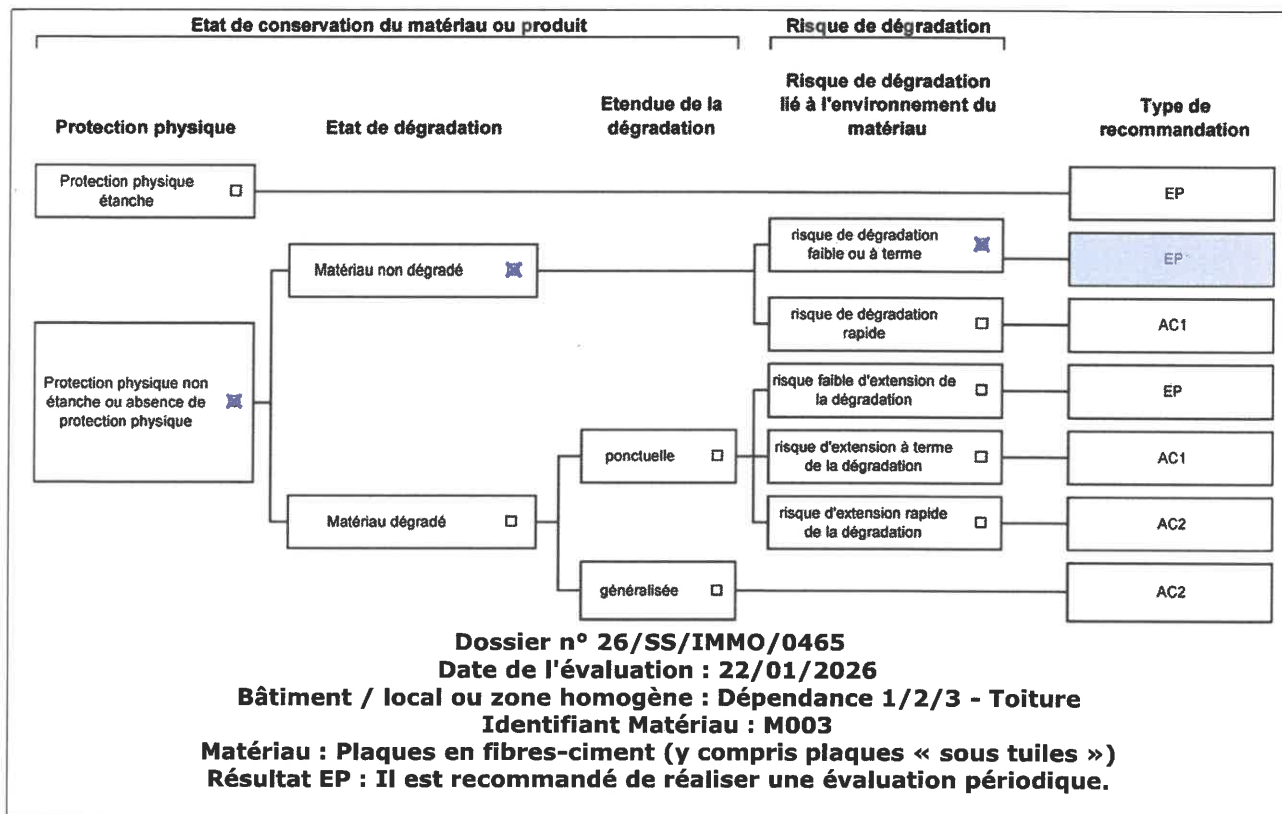 Etat de conservation du matériau ou produit
Risque de dégradation
Protection physique
Etat de dégradation
Etendue de la
dégradation
Risque de dégradation
lié à l'environnement du
matériau
Type de
recommandation
Protection physique
étanche
EP
Matériau non dégradé
risque de dégradation
faible ou à terme
EP
risque de dégradation
rapide
AC1
Protection physique non
étanche ou absence de
protection physique
risque faible d'extension de
la dégradation
EP
ponctuelle
risque d'extension à terme
de la dégradation
AC1
Matériau dégradé
risque d'extension rapide
de la dégradation
AC2
généralisée
AC2
Dossier n° 26/SS/IMMO/0465
Date de l'évaluation : 22/01/2026
Bâtiment / local ou zone homogène : Dépendance 1/2/3 - Toiture
Identifiant Matériau : M003
Matériau : Plaques en fibres-ciment (y compris plaques « sous tuiles »)
Résultat EP : Il est recommandé de réaliser une évaluation périodique.